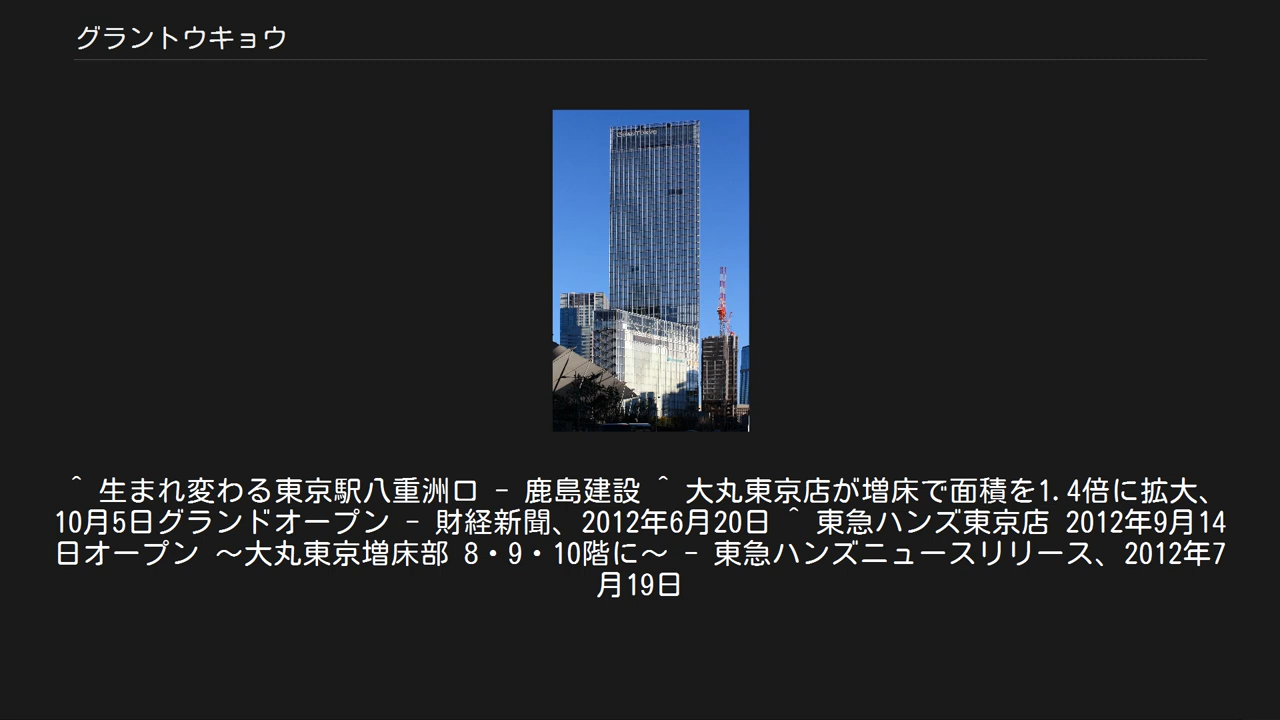 グラントウキョウ
GRANTOKYO
^ 生まれ変わる東京駅八重洲口 - 鹿島建設 ^ 大丸東京店が増床で面積を1.4倍に拡大、
10月5日グランドオープン - 財経新聞、2012年6月20日 ^ 東急ハンズ東京店 2012年9月14
日オープン ～大丸東京増床部 8・9・10階に～ - 東急ハンズニュースリリース、2012年7
月19日